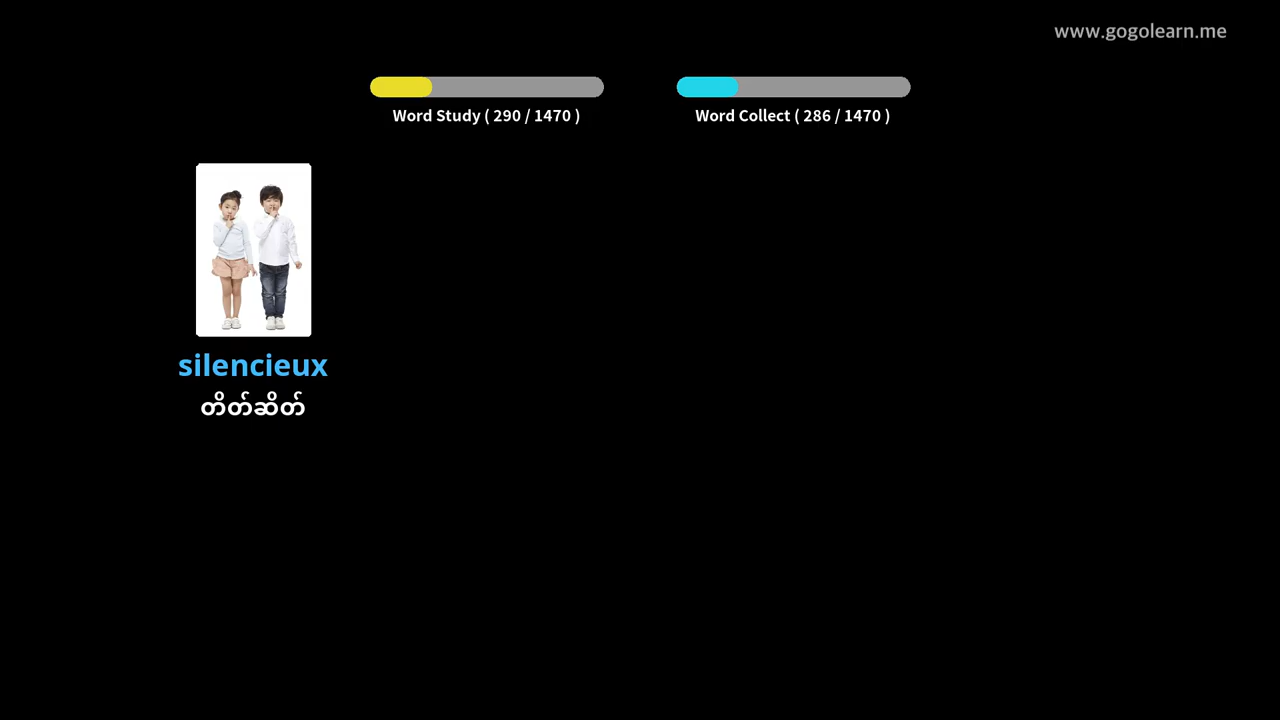 www.gogolearn.me
Word Study ( 290 / 1470 )
Word Collect ( 286 / 1470 )
silencieux
တိတ်ဆိတ်